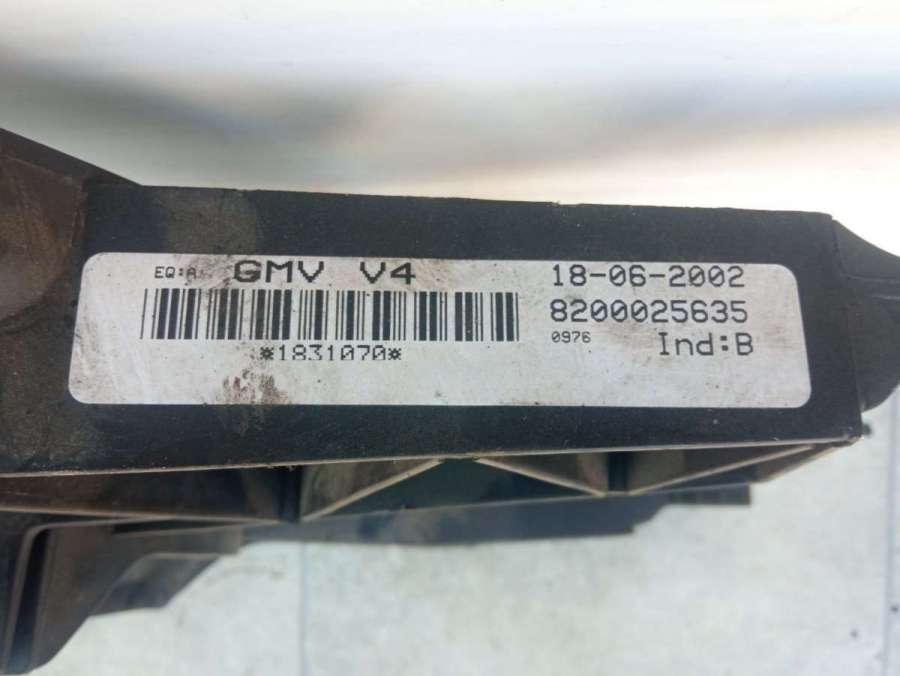 EQ:A GMV V4 18-06-2002
8200025635
0976 Ind:B
*1831070*